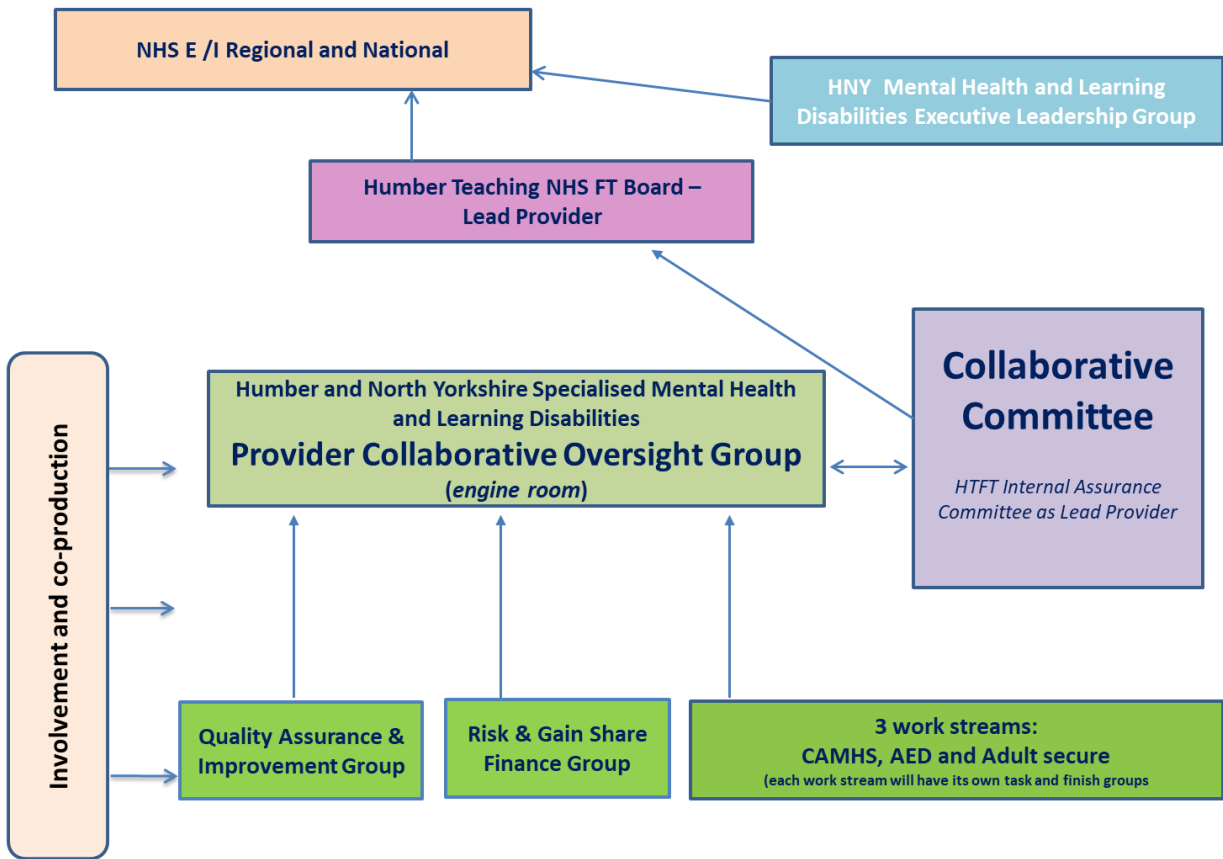 NHS E /I Regional and National
HNY  Mental Health and Learning
Disabilities Executive Leadership Group
Humber Teaching NHS FT Board –
Lead Provider
Collaborative
Committee
HTFT Internal Assurance
Committee as Lead Provider
Humber and North Yorkshire Specialised Mental Health
and Learning Disabilities
Provider Collaborative Oversight Group
(engine room)
Involvement and co-production
Quality Assurance &
Improvement Group
Risk & Gain Share
Finance Group
3 work streams:
CAMHS, AED and Adult secure
(each work stream will have its own task and finish groups